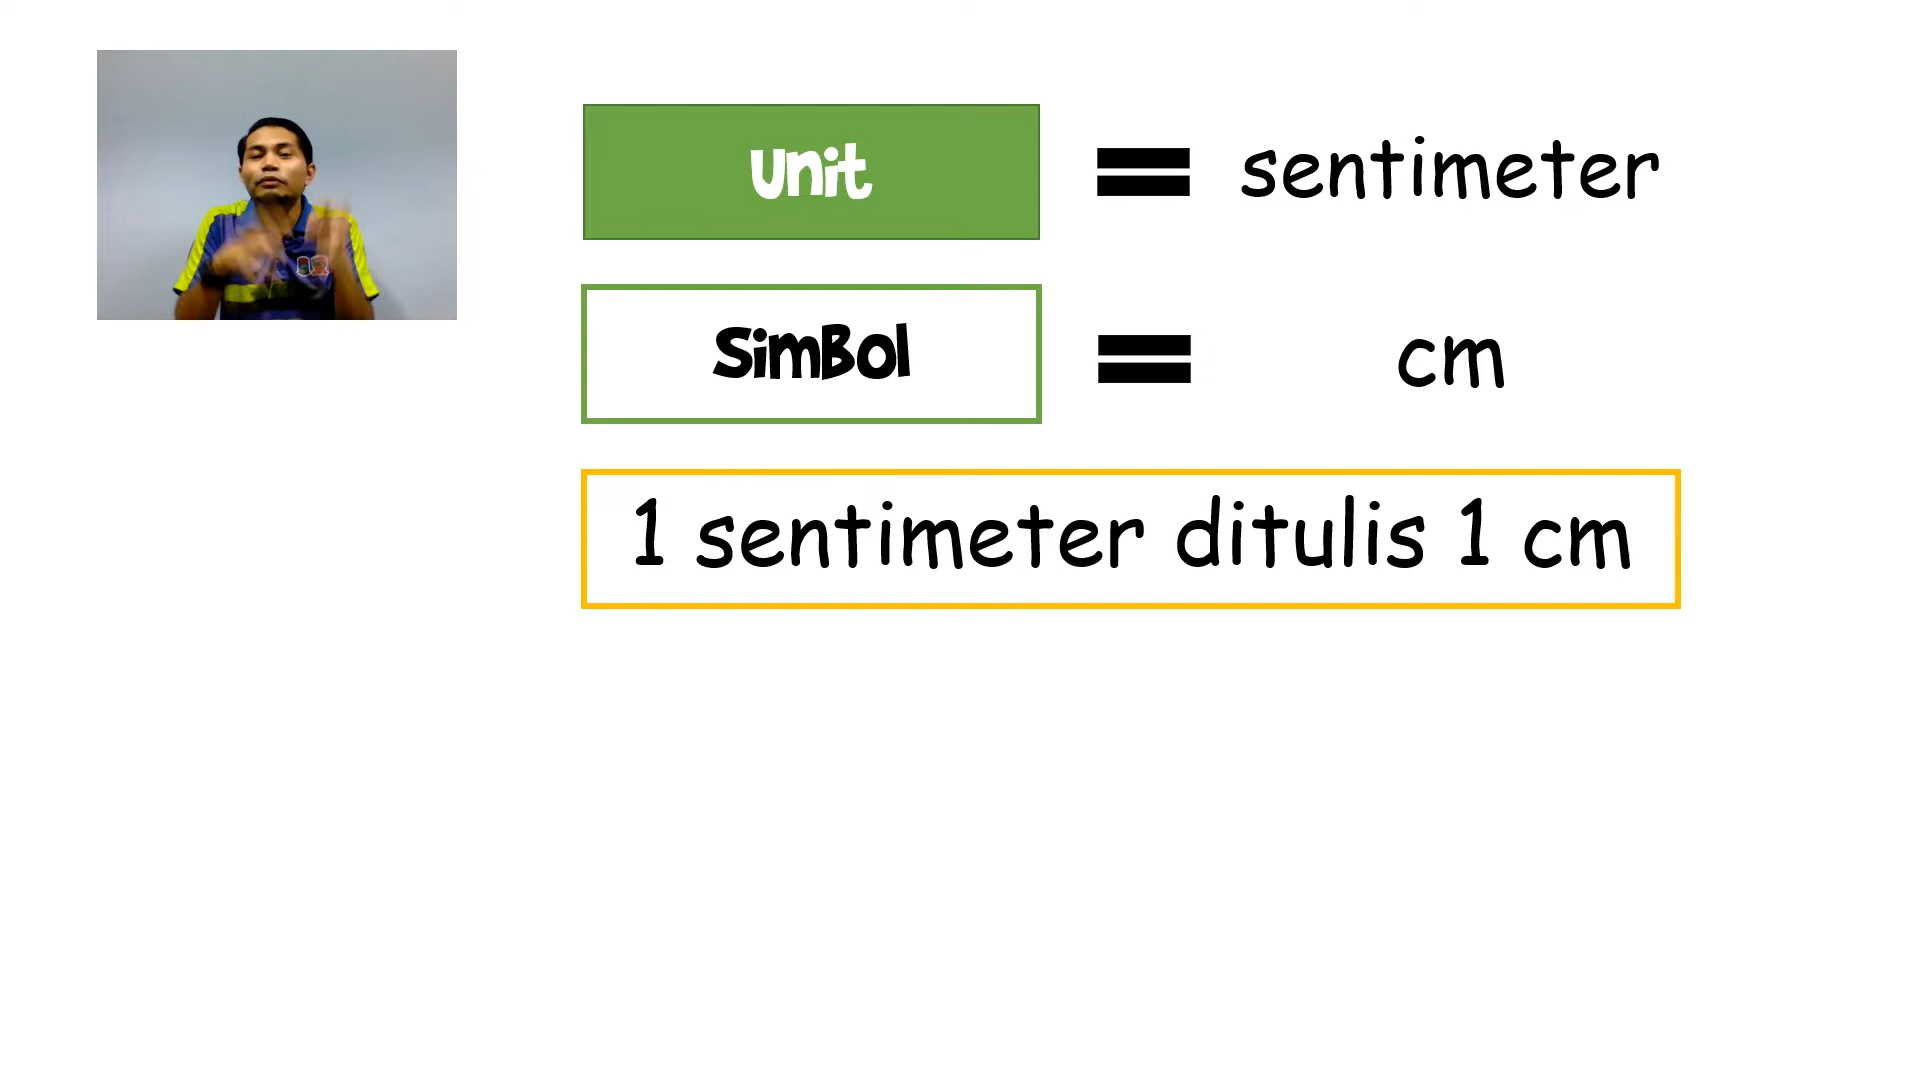 Unit = sentimeter
SimBol = cm
1 sentimeter ditulis 1 cm